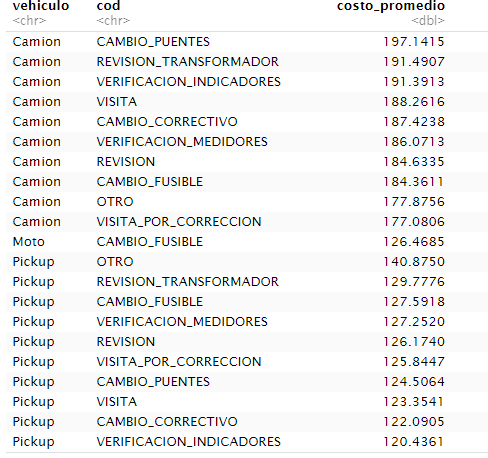 vehiculo cod costo_promedio
<chr> <chr> <dbl>
Camion CAMBIO_PUENTES 197.1415
Camion REVISION_TRANSFORMADOR 191.4907
Camion VERIFICACION_INDICADORES 191.3913
Camion VISITA 188.2616
Camion CAMBIO_CORRECTIVO 187.4238
Camion VERIFICACION_MEDIDORES 186.0713
Camion REVISION 184.6335
Camion CAMBIO_FUSIBLE 184.3611
Camion OTRO 177.8756
Camion VISITA_POR_CORRECCION 177.0806
Moto CAMBIO_FUSIBLE 126.4685
Pickup OTRO 140.8750
Pickup REVISION_TRANSFORMADOR 129.7776
Pickup CAMBIO_FUSIBLE 127.5918
Pickup VERIFICACION_MEDIDORES 127.2520
Pickup REVISION 126.1740
Pickup VISITA_POR_CORRECCION 125.8447
Pickup CAMBIO_PUENTES 124.5064
Pickup VISITA 123.3541
Pickup CAMBIO_CORRECTIVO 122.0905
Pickup VERIFICACION_INDICADORES 120.4361